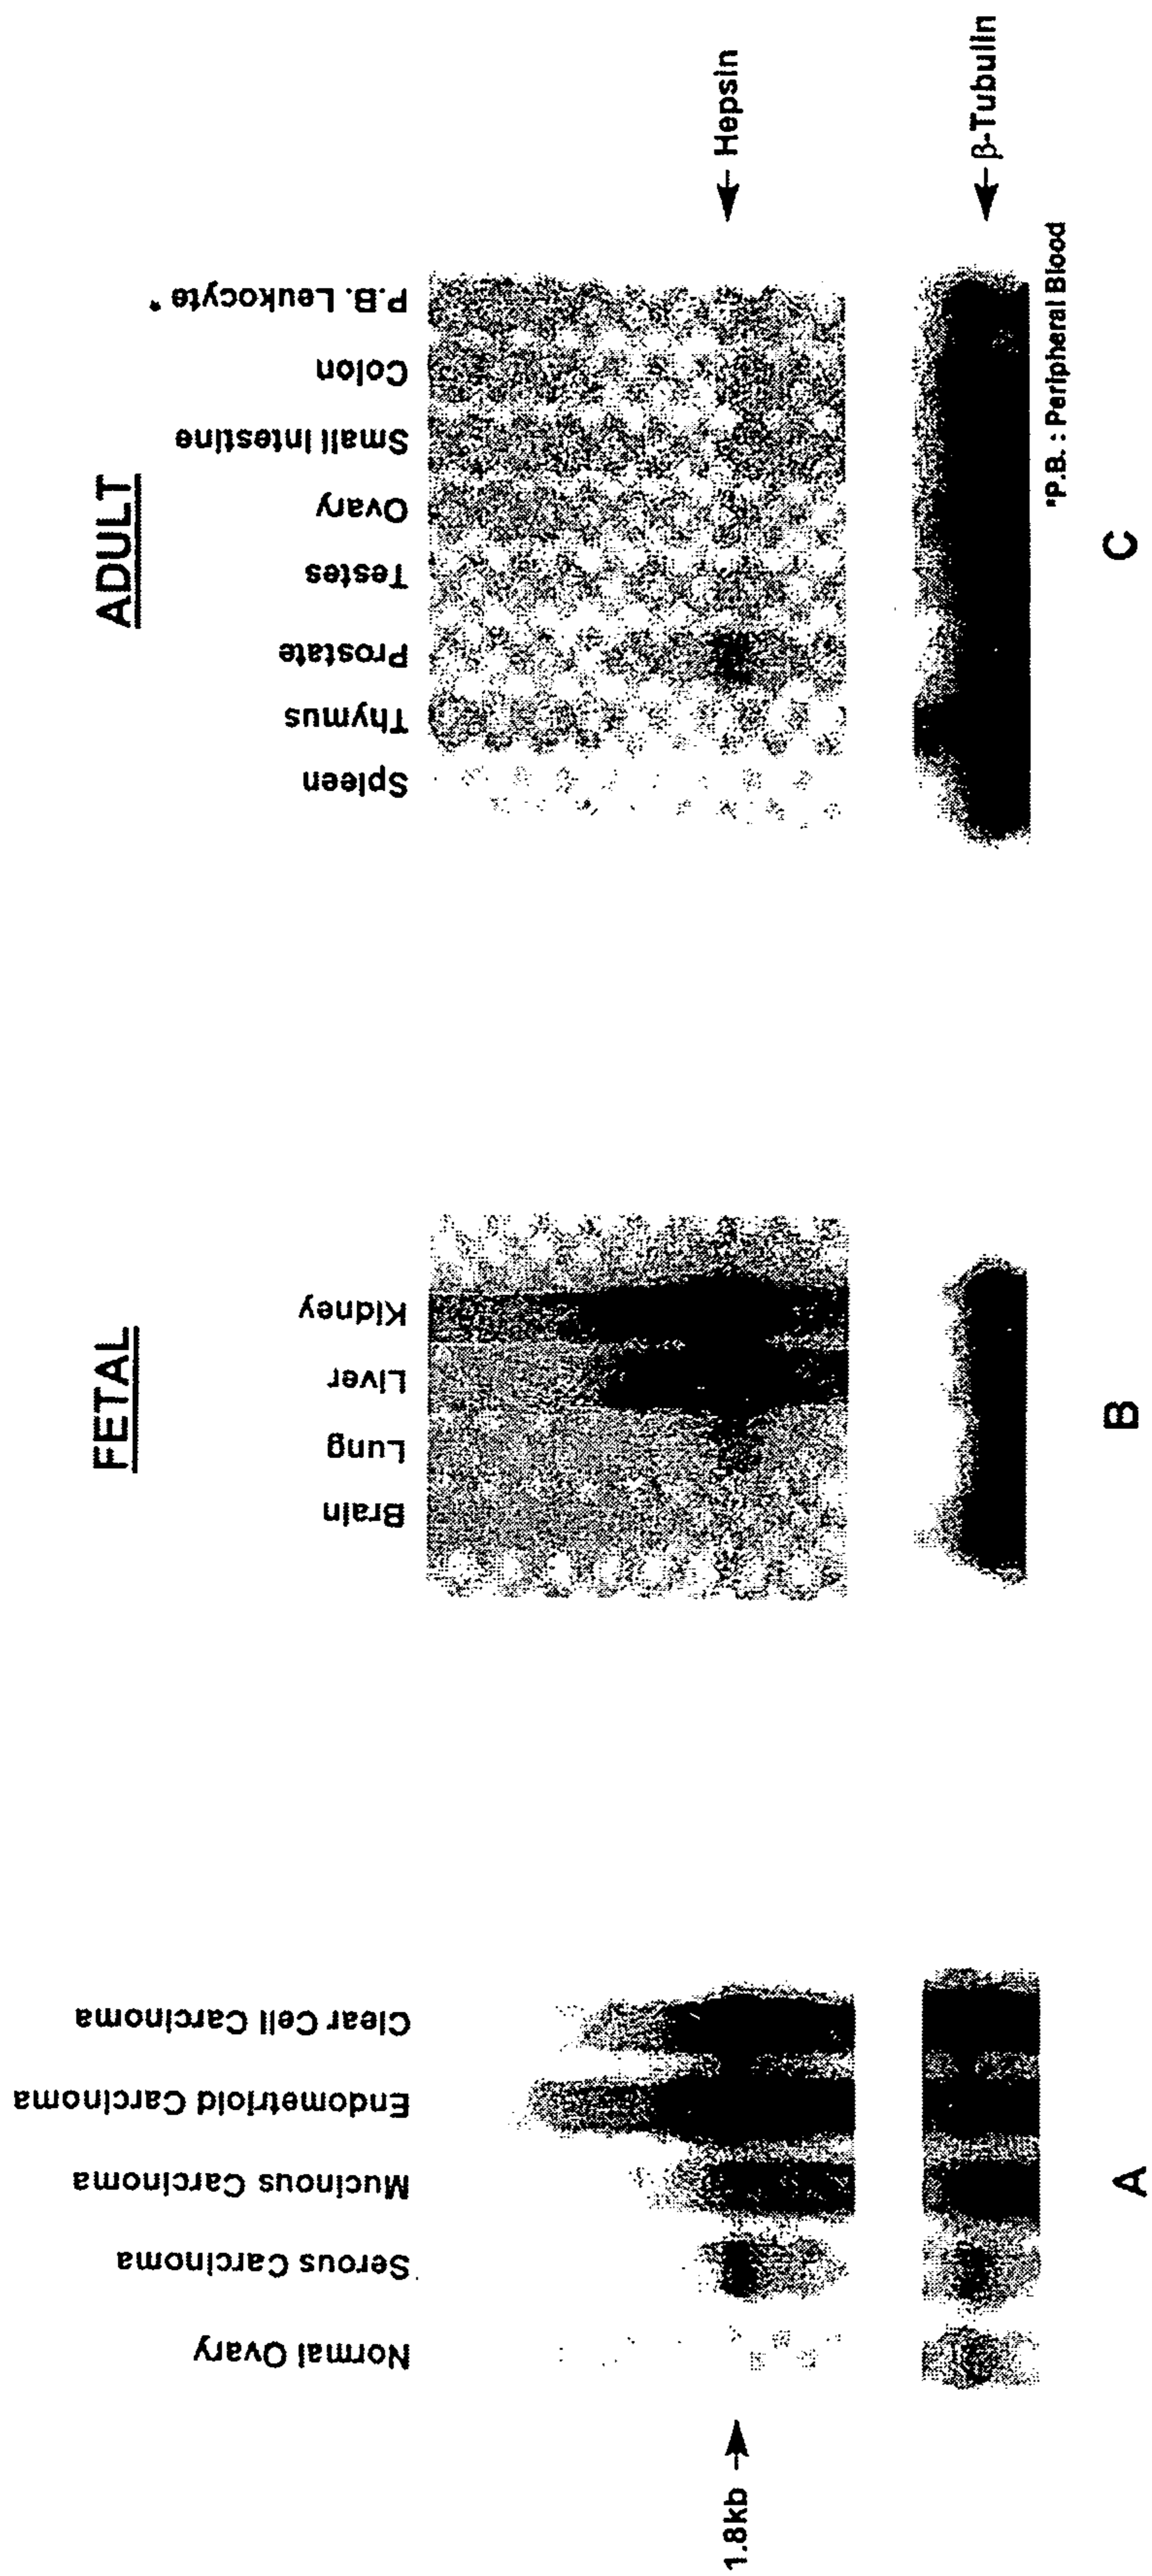 Normal Ovary
Serous Carcinoma
Mucinous Carcinoma
Endometrioid Carcinoma
Clear Cell Carcinoma
1.8kb
A
FETAL
Brain
Lung
Liver
Kidney
B
ADULT
Spleen
Thymus
Prostate
Testes
Ovary
Small Intestine
Colon
P.B. Leukocyte *
Hepsin
β-Tubulin
*P.B. : Peripheral Blood
C